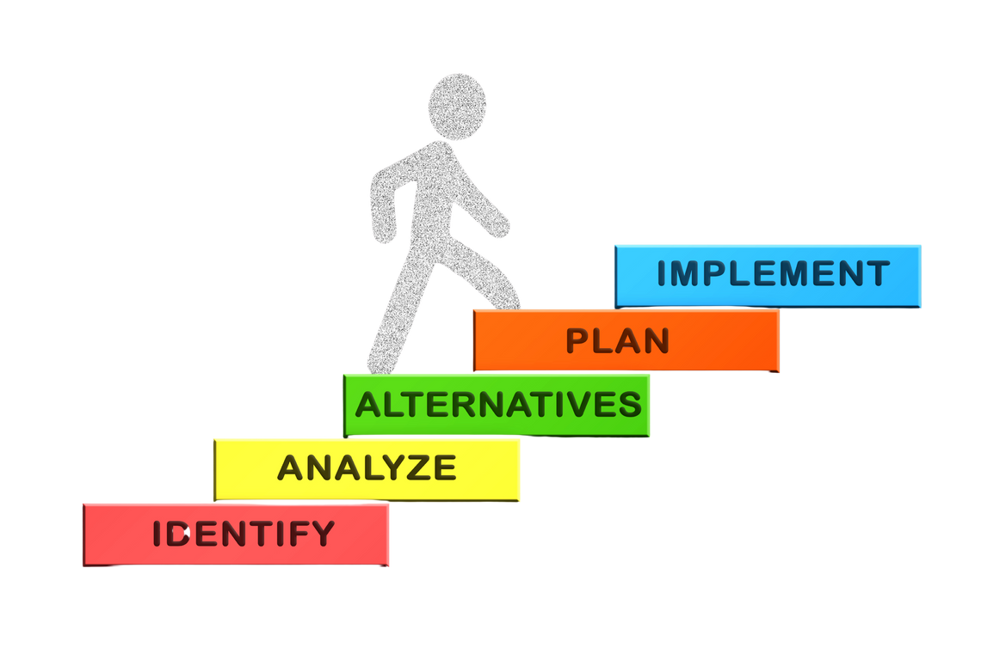 IMPLEMENT
PLAN
ALTERNATIVES
ANALYZE
IDENTIFY